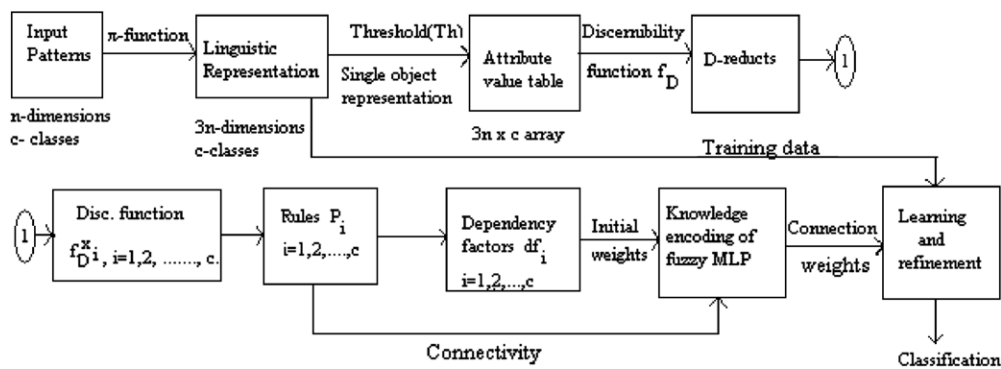 Input
Patterns
π-function
Linguistic
Representation
Threshold(Th)
Single object
representation
Attribute
value table
Discernibility
function f_D
D-reducts
1
n-dimensions
c- classes
3n-dimensions
c-classes
3n x c array
Training data
1
Disc. function
f_D^x_i, i=1,2, ......., c.
Rules P_i
i=1,2,....,c
Dependency
factors df_i
i=1,2,...,c
Initial
weights
Knowledge
encoding of
fuzzy MLP
Connection
weights
Learning
and
refinement
Connectivity
Classification